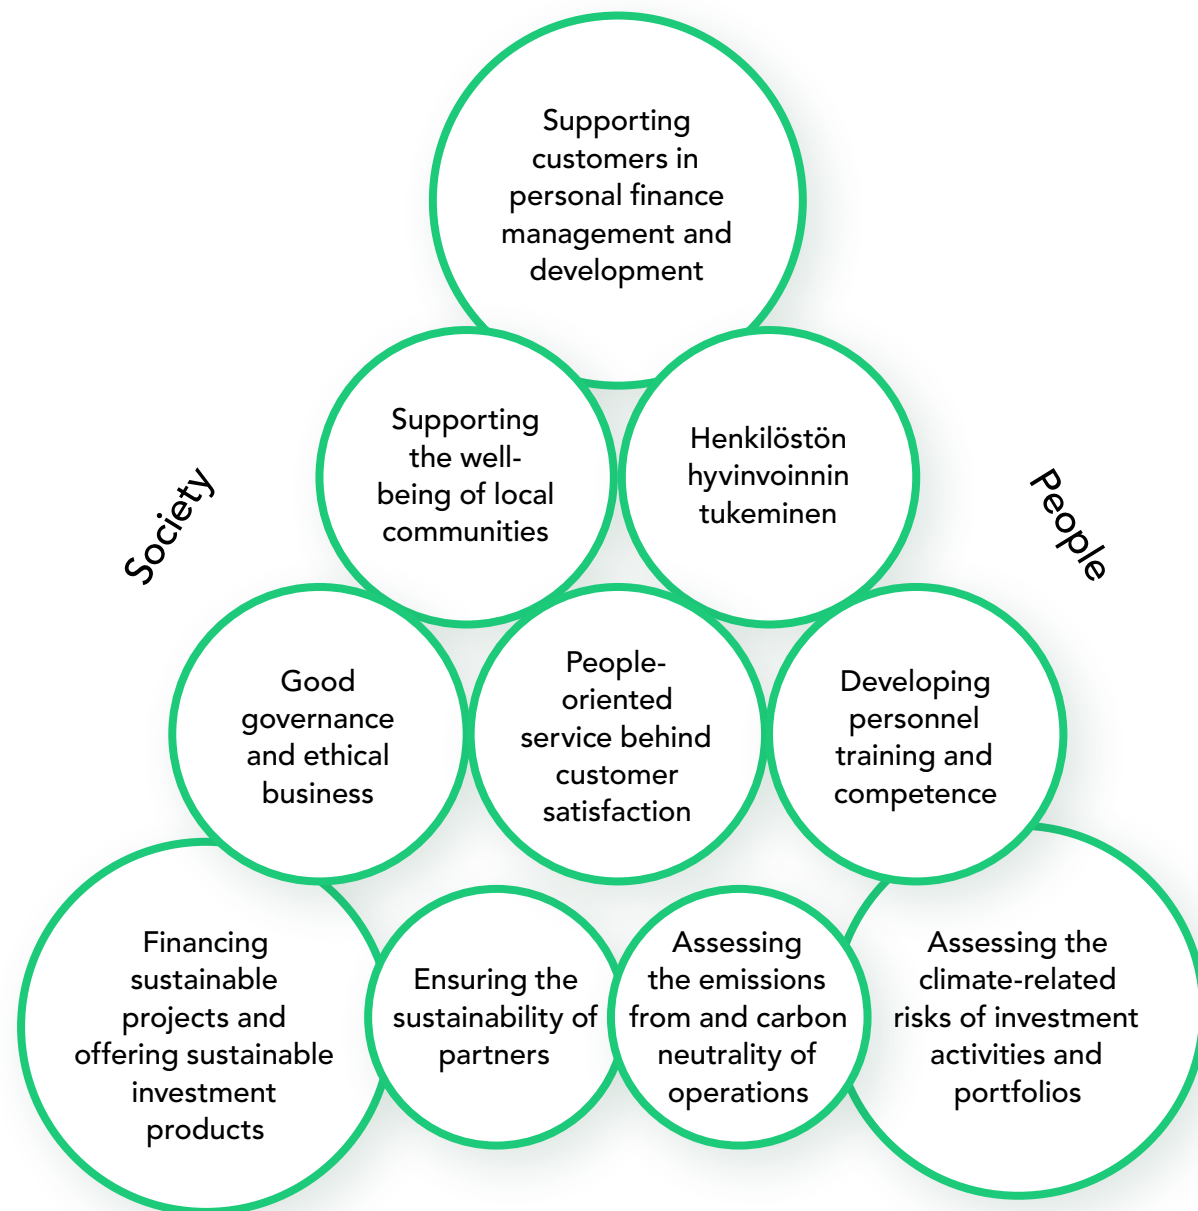 Supporting
customers in
personal finance
management and
development
Supporting
the well-
being of local
communities
Henkilöstön
hyvinvoinnin
tukeminen
Society
People
Good
governance
and ethical
business
People-
oriented
service behind
customer
satisfaction
Developing
personnel
training and
competence
Financing
sustainable
projects and
offering sustainable
investment
products
Ensuring the
sustainability of
partners
Assessing
the emissions
from and carbon
neutrality of
operations
Assessing the
climate-related
risks of investment
activities and
portfolios